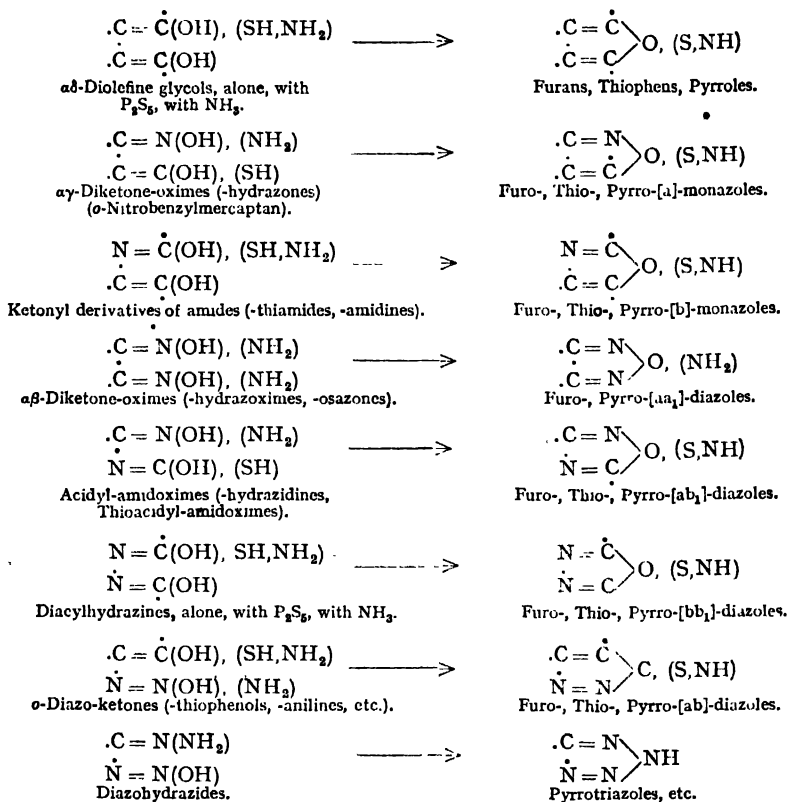 .C = C(OH), (SH,NH₂) → .C = C
O, (S,NH)
.C = C(OH) .C = C
αδ-Diolefine glycols, alone, with Furans, Thiophens, Pyrroles.
P₂S₅, with NH₃.
.C = N(OH), (NH₂) → .C = N
O, (S,NH)
.C = C(OH), (SH) .C = C
αγ-Diketone-oximes (-hydrazones) Furo-, Thio-, Pyrro-[a]-monazoles.
(o-Nitrobenzylmercaptan).
N = C(OH), (SH,NH₂) → N = C
O, (S,NH)
.C = C(OH) .C = C
Ketonyl derivatives of amides (-thiamides, -amidines). Furo-, Thio-, Pyrro-[b]-monazoles.
.C = N(OH), (NH₂) → .C = N
O, (NH₂)
.C = N(OH), (NH₂) .C = N
αβ-Diketone-oximes (-hydrazoximes, -osazones). Furo-, Pyrro-[aa₁]-diazoles.
.C = N(OH), (NH₂) → .C = N
O, (S,NH)
N = C(OH), (SH) N = C
Acidyl-amidoximes (-hydrazidines, Furo-, Thio-, Pyrro-[ab₁]-diazoles.
Thioacidyl-amidoximes).
N = C(OH), SH,NH₂) → N = C
O, (S,NH)
N = C(OH) N = C
Diacylhydrazines, alone, with P₂S₅, with NH₃. Furo-, Thio-, Pyrro-[bb₁]-diazoles.
.C = C(OH), (SH,NH₂) → .C = C
C, (S,NH)
N = N(OH), (NH₂) N = N
o-Diazo-ketones (-thiophenols, -anilines, etc.). Furo-, Thio-, Pyrro-[ab]-diazoles.
.C = N(NH₂) → .C = N
NH
N = N(OH) N = N
Diazohydrazides. Pyrrotriazoles, etc.